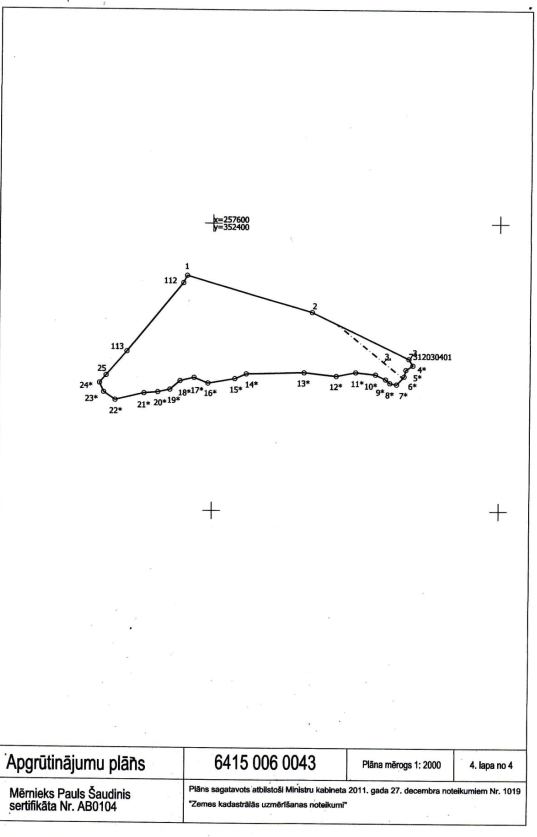 x=257600
y=352400
1
112
2
3
7312030401
3.
113
4*
5*
6*
7*
8*
9*
10*
11*
12*
13*
14*
15*
16*
17*
18*
19*
20*
21*
22*
23*
24*
25
Apgrūtinājumu plāns
6415 006 0043
Plāna mērogs 1: 2000
4. lapa no 4
Mērnieks Pauls Šaudinis
sertifikāta Nr. AB0104
Plāns sagatavots atbilstoši Ministru kabineta 2011. gada 27. decembra noteikumiem Nr. 1019
"Zemes kadastrālās uzmērīšanas noteikumi"